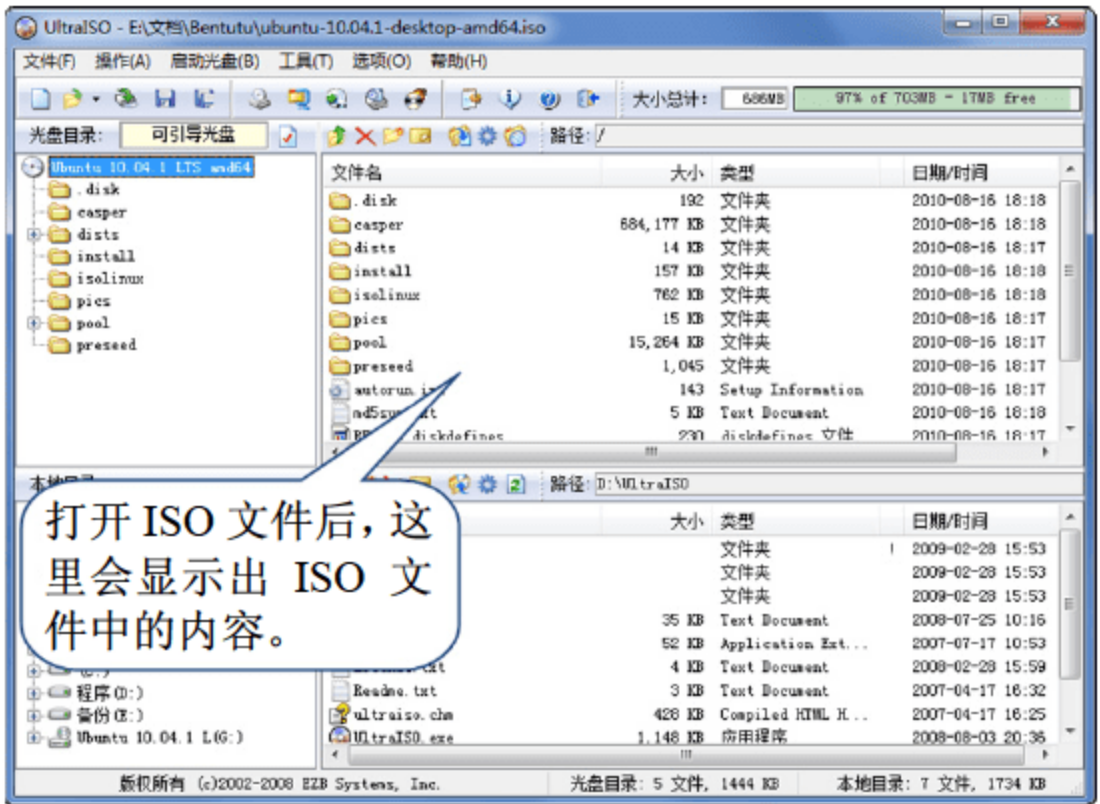 UltraISO - E:\文档\Bentutu\ubuntu-10.04.1-desktop-amd64.iso
文件(F) 操作(A) 启动光盘(B) 工具(T) 选项(O) 帮助(H)
大小总计: 686MB 97% of 703MB - 17MB free
光盘目录: 可引导光盘 路径: /
Ubuntu 10.04.1 LTS amd64
.disk
casper
dists
install
isolinux
pics
pool
preseed
文件名 大小 类型 日期/时间
.disk 192 文件夹 2010-08-16 18:18
casper 684,177 KB 文件夹 2010-08-16 18:18
dists 14 KB 文件夹 2010-08-16 18:17
install 157 KB 文件夹 2010-08-16 18:18
isolinux 762 KB 文件夹 2010-08-16 18:18
pics 15 KB 文件夹 2010-08-16 18:17
pool 15,264 KB 文件夹 2010-08-16 18:17
preseed 1,045 文件夹 2010-08-16 18:17
143 Setup Information 2010-08-16 18:17
5 KB Text Document 2010-08-16 18:18
diskdefines 230 diskdefines 文件 2010-08-16 18:17
路径: D:\UltraISO
大小 类型 日期/时间
文件夹 2009-02-28 15:53
文件夹 2009-02-28 15:53
文件夹 2009-02-28 15:53
35 KB Text Document 2008-07-25 10:16
52 KB Application Ext... 2007-07-17 10:53
4 KB Text Document 2008-02-28 15:59
Readme.txt 3 KB Text Document 2007-04-17 16:32
ultraiso.chm 428 KB Compiled HTML H... 2007-04-17 16:25
UltraISO.exe 1,148 KB 应用程序 2008-08-03 20:36
打开 ISO 文件后，这
里会显示出 ISO 文
件中的内容。
程序(D:)
备份(E:)
Ubuntu 10.04.1 L(G:)
版权所有 (c)2002-2008 EZB Systems, Inc. 光盘目录: 5 文件, 1444 KB 本地目录: 7 文件, 1734 KB